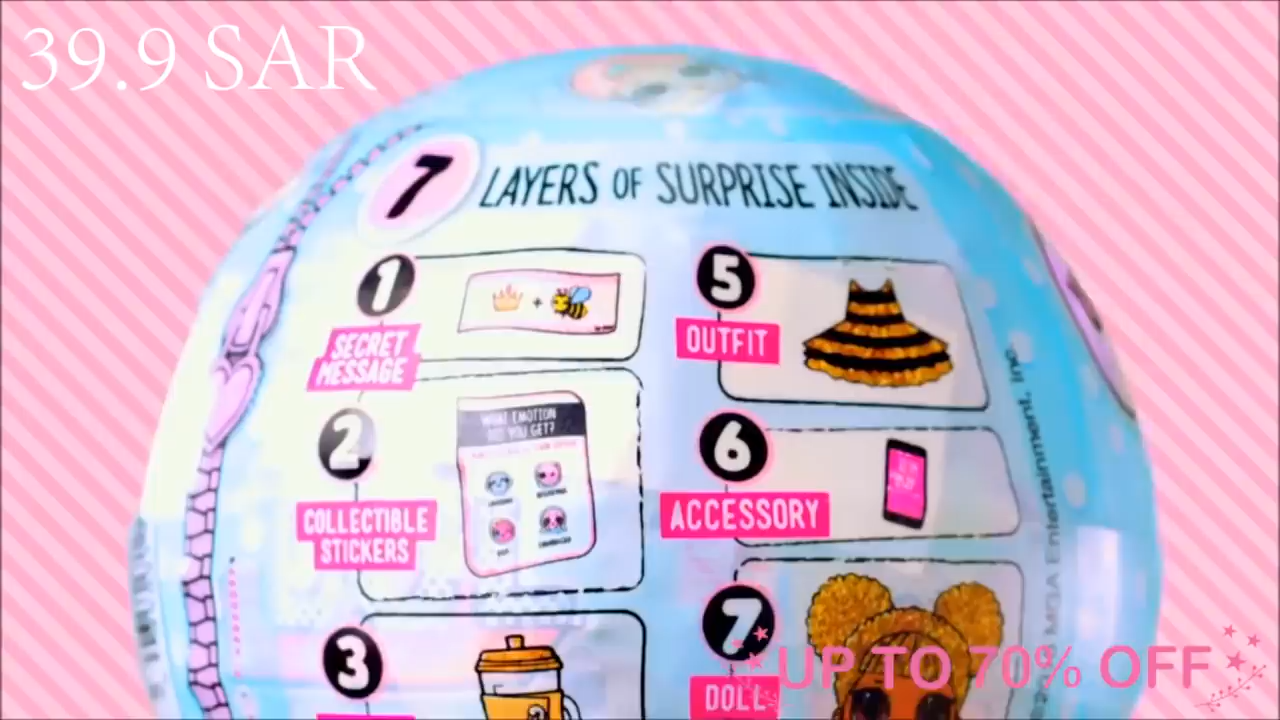 39.9 SAR
7 LAYERS OF SURPRISE INSIDE
1
SECRET
MESSAGE
2
WHAT EMOTION
DO YOU GET?
COLLECTIBLE
STICKERS
3
5
OUTFIT
6
ACCESSORY
7
DOLL
MGA Entertainment, Inc.
UP TO 70% OFF